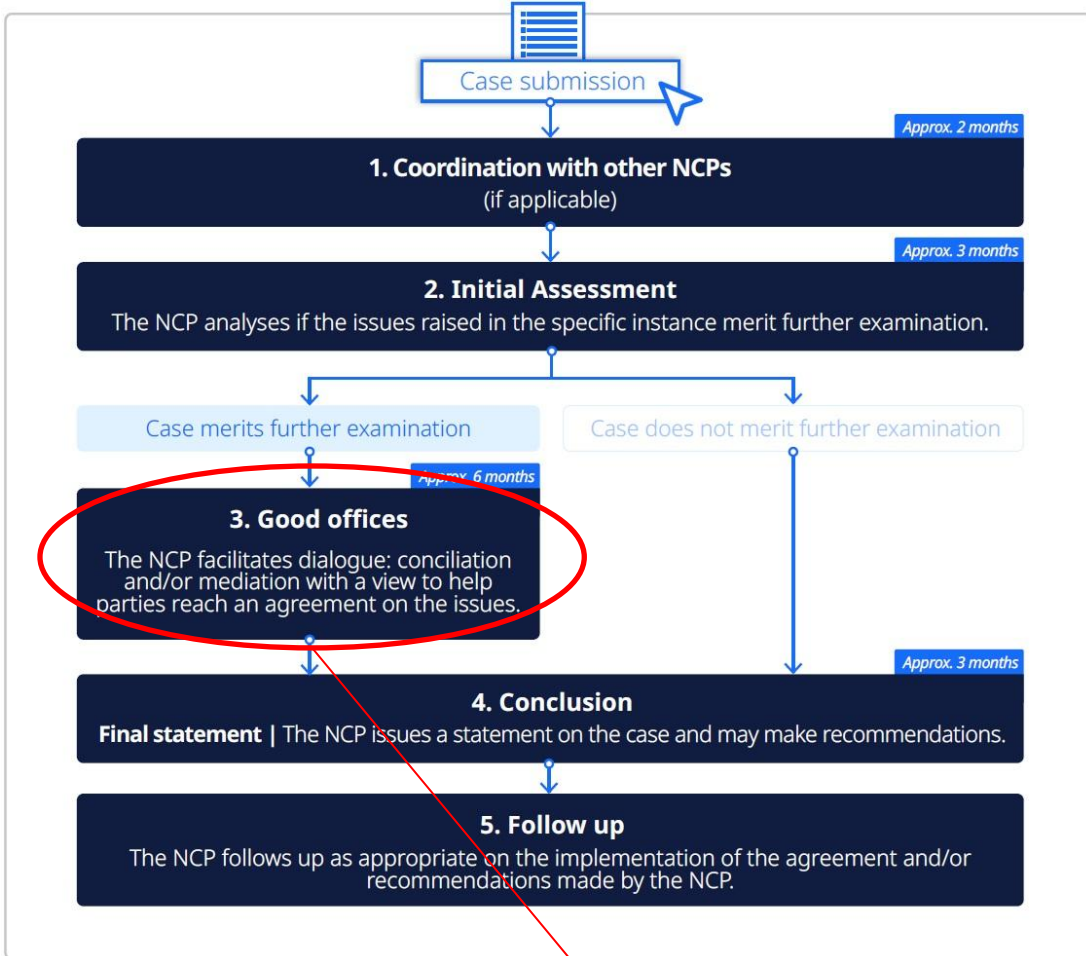 Case submission
Approx. 2 months
1. Coordination with other NCPs
(if applicable)
Approx. 3 months
2. Initial Assessment
The NCP analyses if the issues raised in the specific instance merit further examination.
Case merits further examination
Case does not merit further examination
Approx. 6 months
3. Good offices
The NCP facilitates dialogue: conciliation
and/or mediation with a view to help
parties reach an agreement on the issues.
Approx. 3 months
4. Conclusion
Final statement | The NCP issues a statement on the case and may make recommendations.
5. Follow up
The NCP follows up as appropriate on the implementation of the agreement and/or
recommendations made by the NCP.